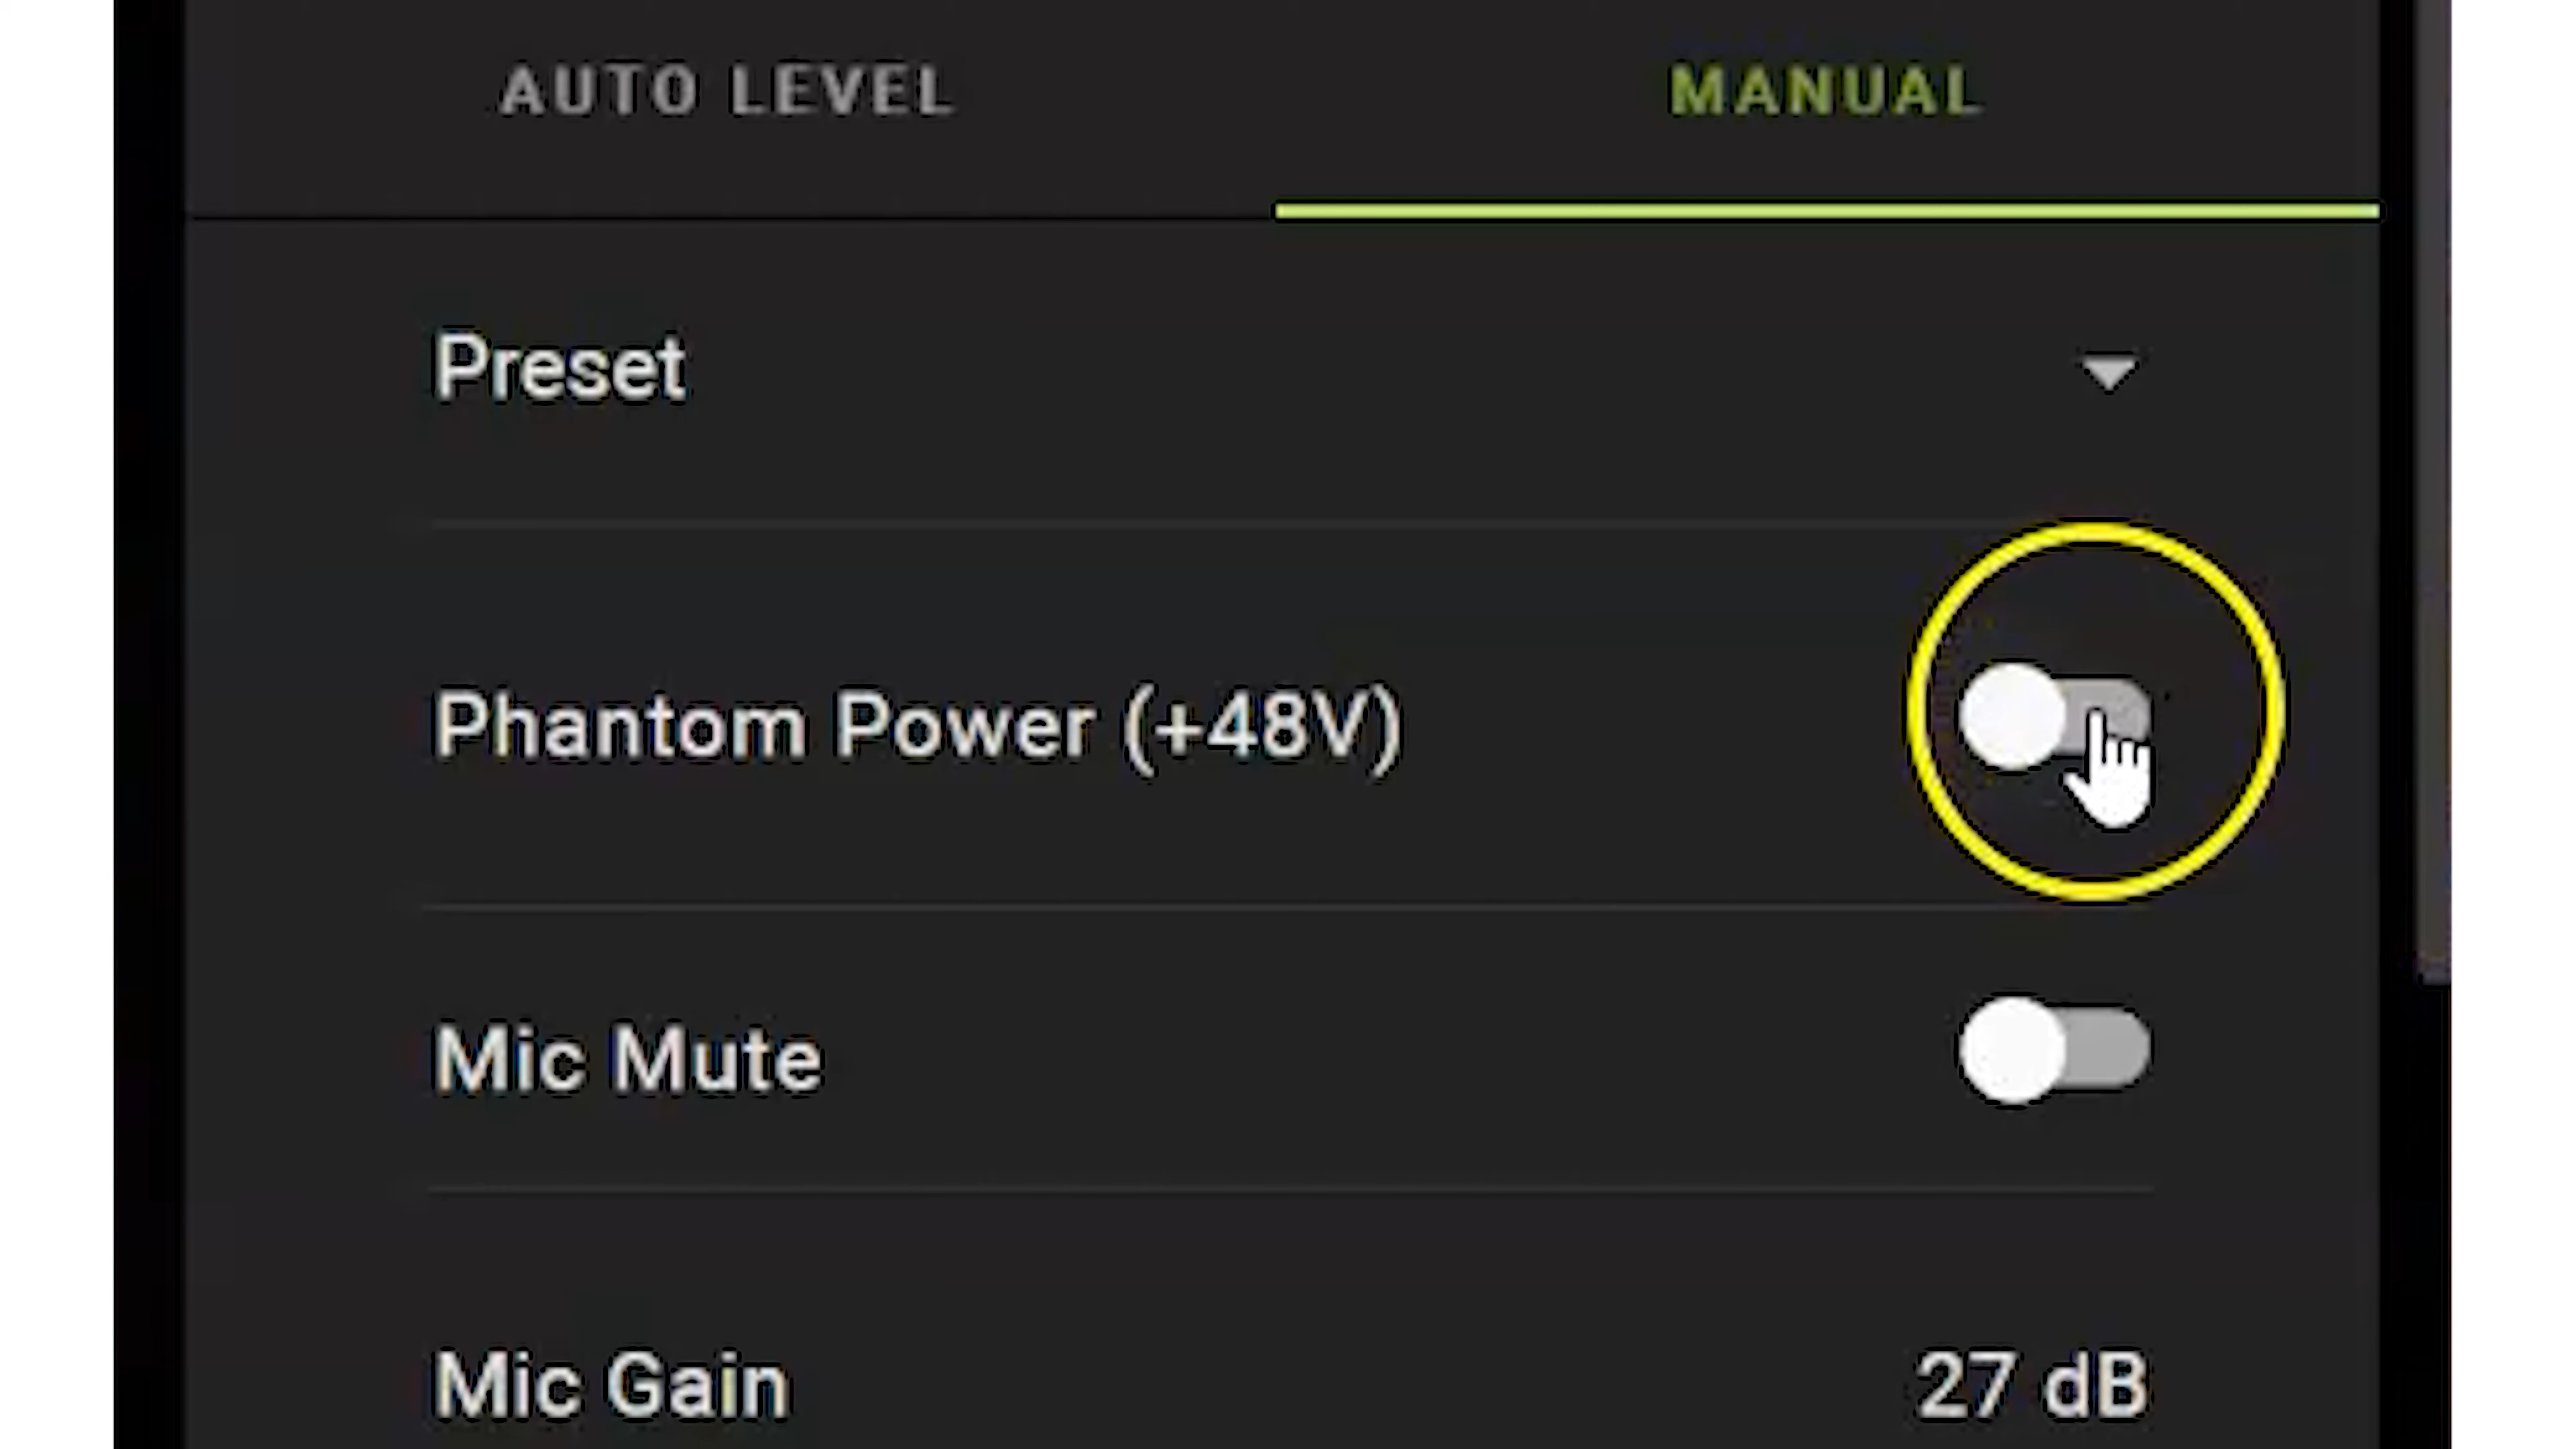 AUTO LEVEL MANUAL
Preset
Phantom Power (+48V)
Mic Mute
Mic Gain 27 dB